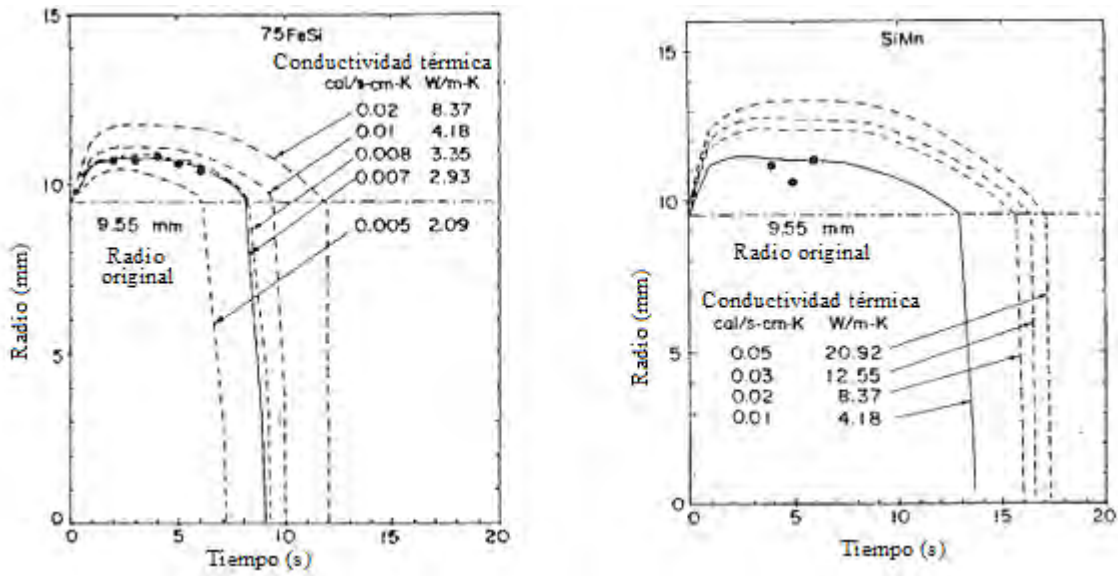 15
75FeSi
Conductividad térmica
cal/s-cm-K W/m-K
0.02 8.37
0.01 4.18
0.008 3.35
0.007 2.93
0.005 2.09
10
9.55 mm
Radio
original
Radio (mm)
5
0
0 5 10 15 20
Tiempo (s)
15
SiMn
10
9.55 mm
Radio original
Conductividad térmica
cal/s-cm-K W/m-K
0.05 20.92
0.03 12.55
0.02 8.37
0.01 4.18
Radio (mm)
5
0
0 5 10 15 20
Tiempo (s)